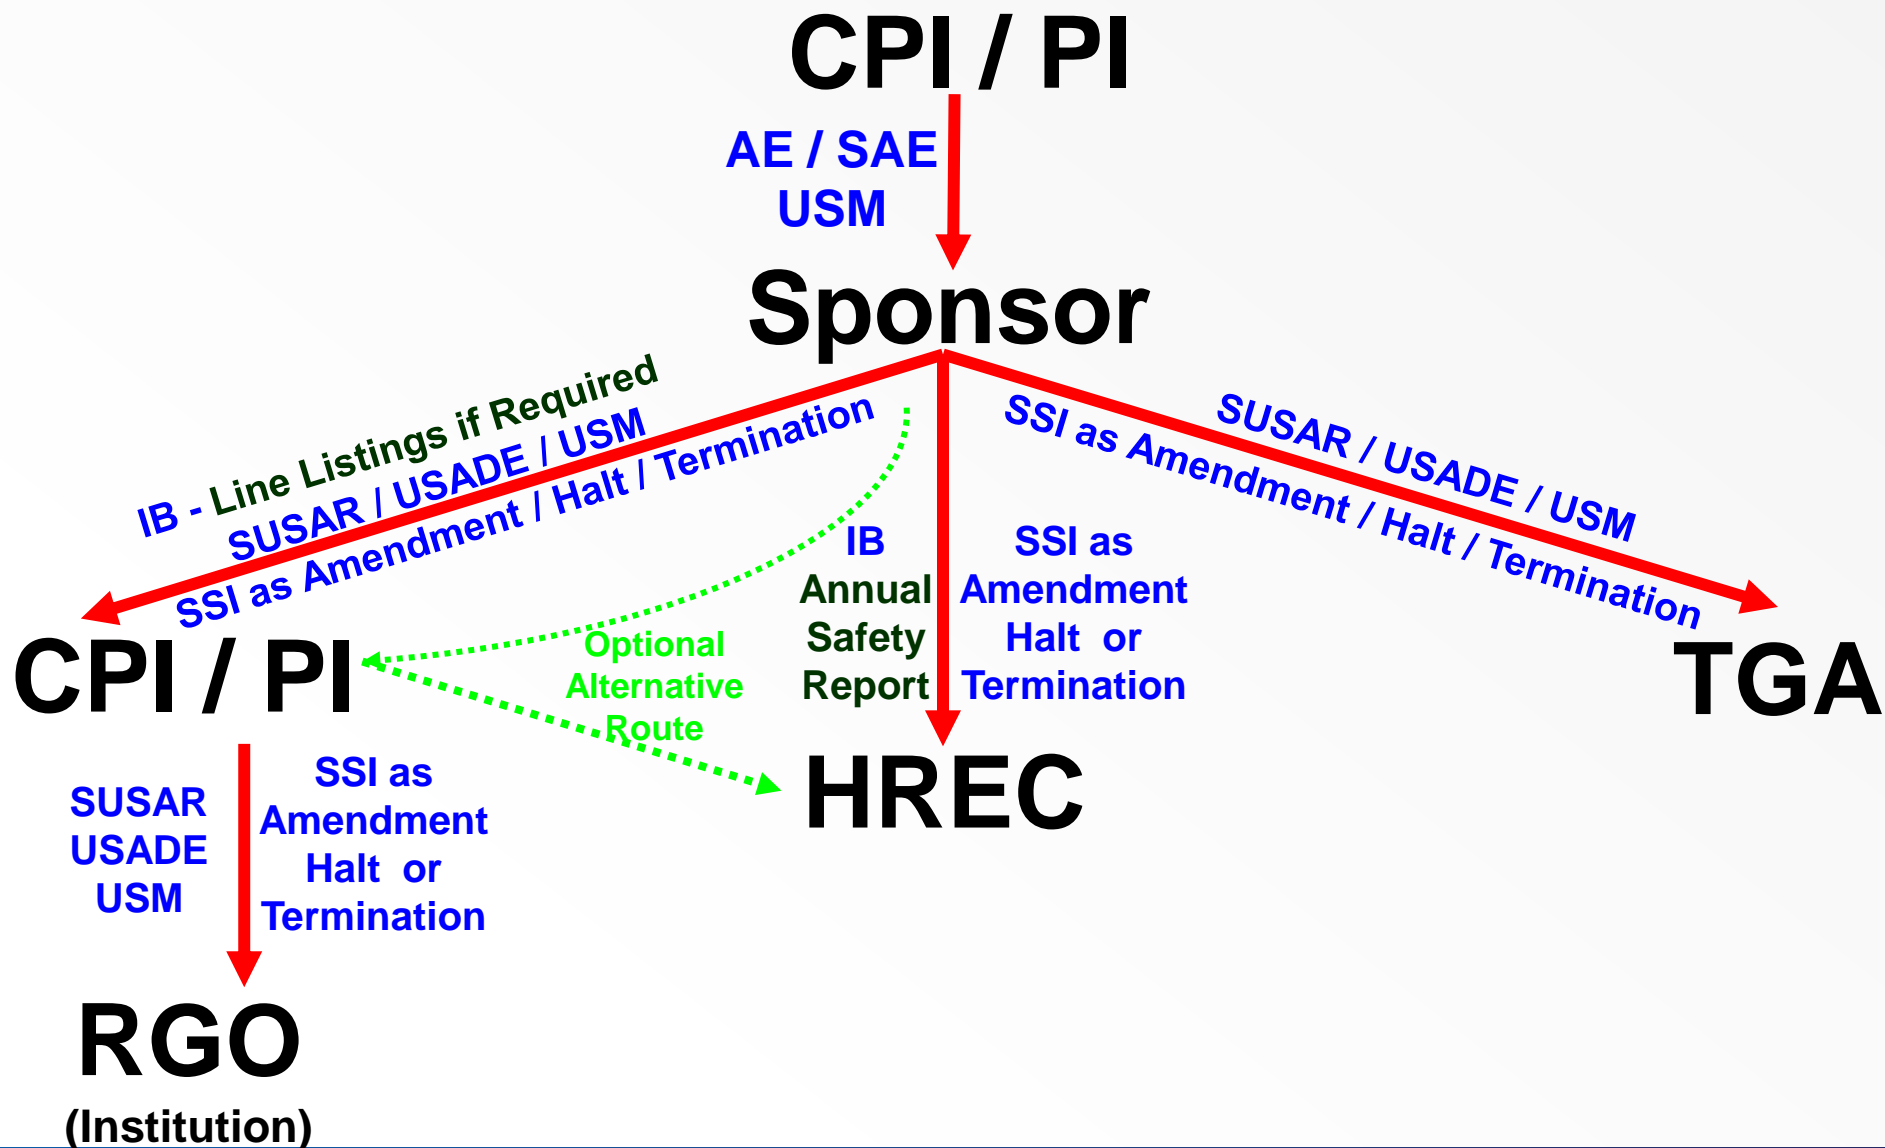 CPI / PI
AE / SAE
USM
Sponsor
IB - Line Listings if Required
SUSAR / USADE / USM
SSI as Amendment / Halt / Termination
SUSAR / USADE / USM
SSI as Amendment / Halt / Termination
IB
Annual
Safety
Report
SSI as
Amendment
Halt or
Termination
Optional
Alternative
Route
CPI / PI
TGA
HREC
SUSAR
USADE
USM
SSI as
Amendment
Halt or
Termination
RGO
(Institution)